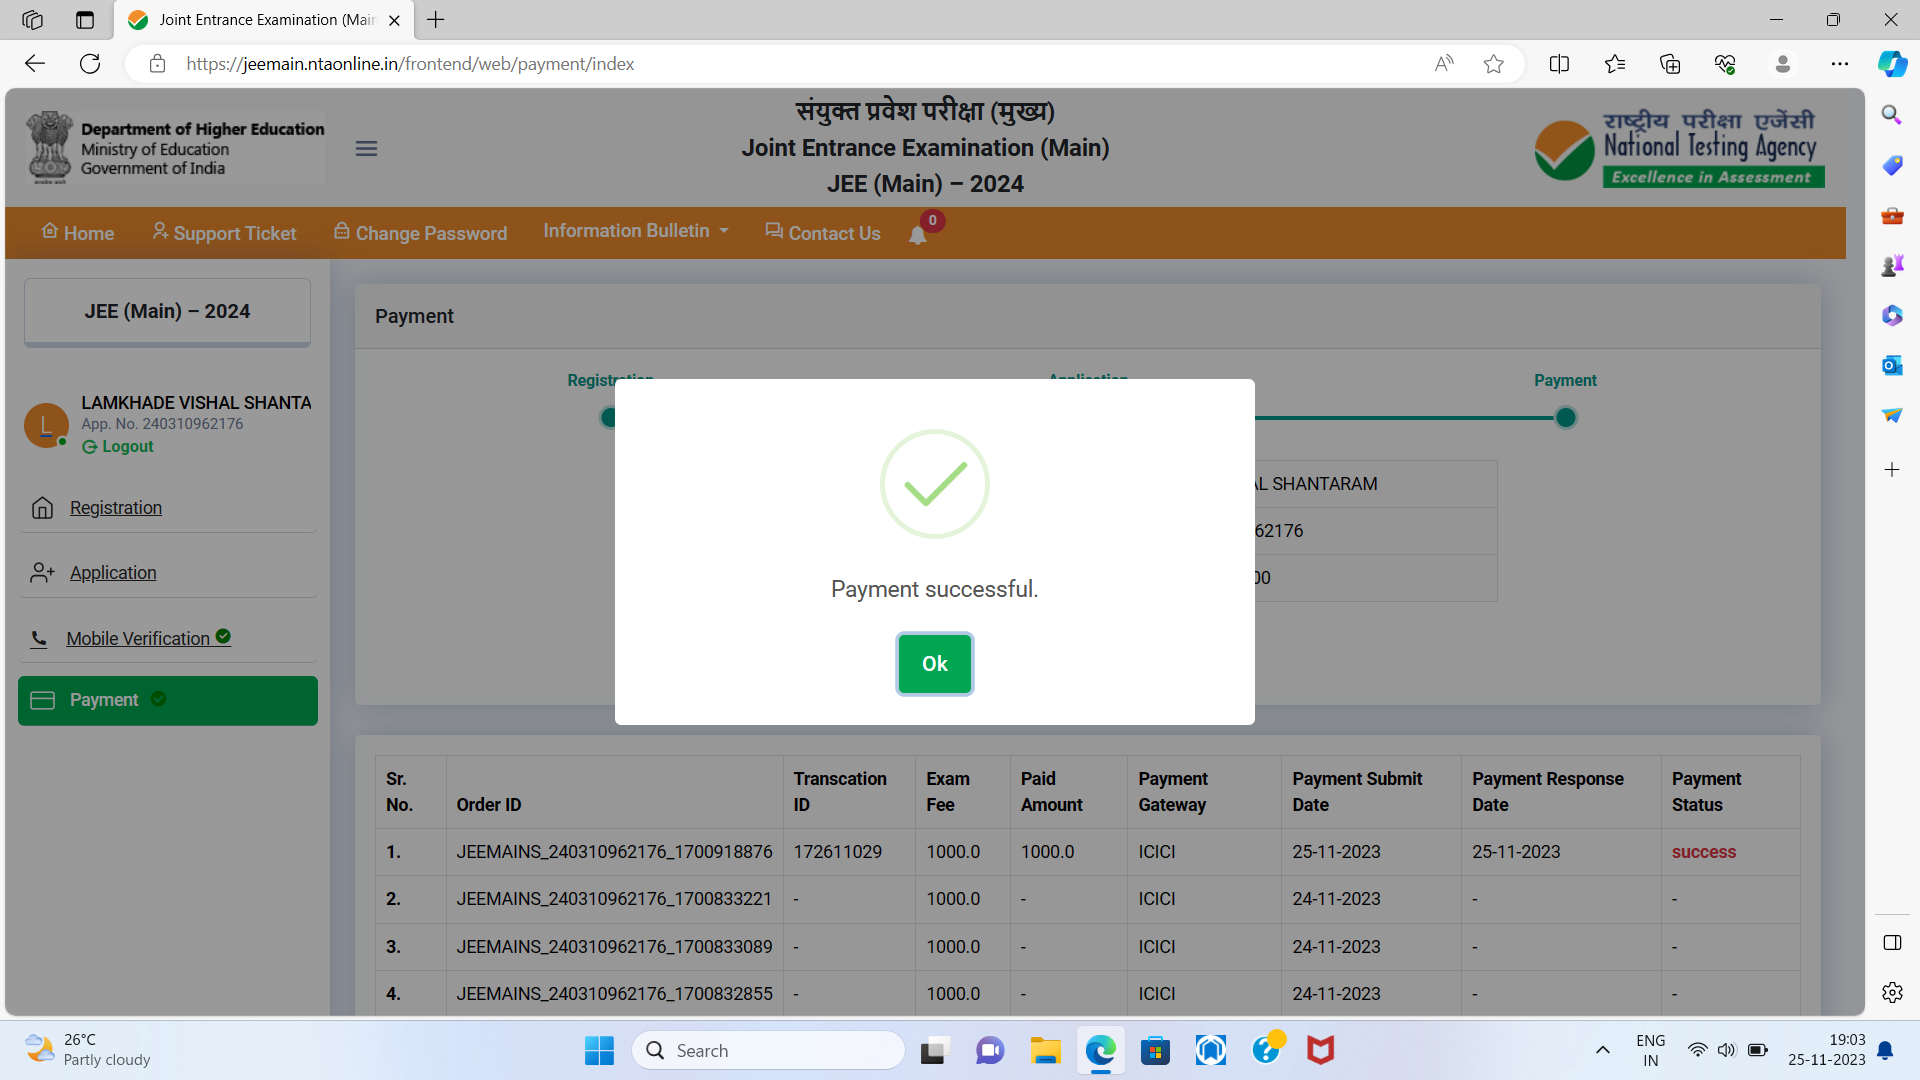 Joint Entrance Examination (Main
https://jeemain.ntaonline.in/frontend/web/payment/index
Department of Higher Education
Ministry of Education
Government of India
संयुक्त प्रवेश परीक्षा (मुख्य)
Joint Entrance Examination (Main)
JEE (Main) – 2024
राष्ट्रीय परीक्षा एजेंसी
National Testing Agency
Excellence in Assessment
Home Support Ticket Change Password Information Bulletin Contact Us 0
JEE (Main) – 2024
L
LAMKHADE VISHAL SHANTA
App. No. 240310962176
Logout
Registration
Application
Mobile Verification
Payment
Payment
Registration Application Payment
AL SHANTARAM
62176
00
Payment successful.
Ok
Sr. No. Order ID Transcation ID Exam Fee Paid Amount Payment Gateway Payment Submit Date Payment Response Date Payment Status
1. JEEMAINS_240310962176_1700918876 172611029 1000.0 1000.0 ICICI 25-11-2023 25-11-2023 success
2. JEEMAINS_240310962176_1700833221 - 1000.0 - ICICI 24-11-2023 - -
3. JEEMAINS_240310962176_1700833089 - 1000.0 - ICICI 24-11-2023 - -
4. JEEMAINS_240310962176_1700832855 - 1000.0 - ICICI 24-11-2023 - -
26°C
Partly cloudy
Search
ENG
IN
19:03
25-11-2023